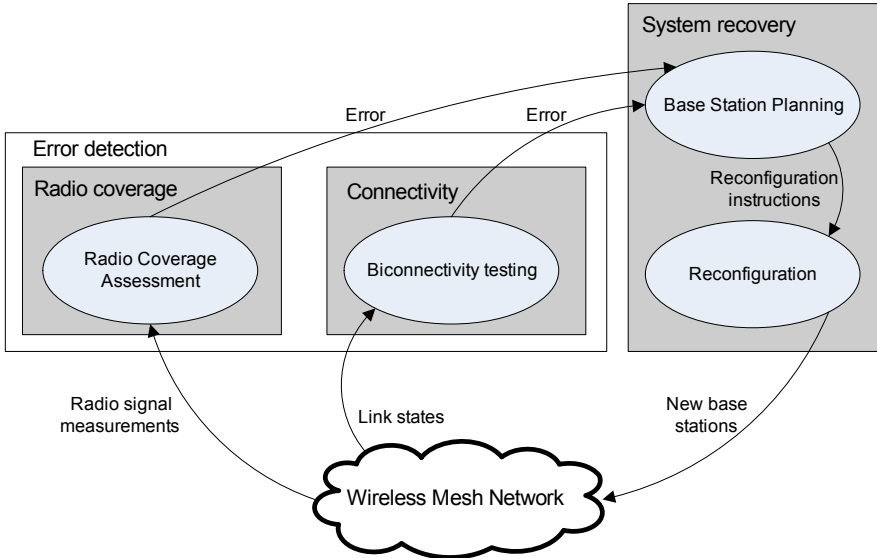 System recovery
Base Station Planning
Error
Error
Error detection
Radio coverage
Connectivity
Reconfiguration
instructions
Radio Coverage
Assessment
Biconnectivity testing
Reconfiguration
Radio signal
measurements
Link states
New base
stations
Wireless Mesh Network